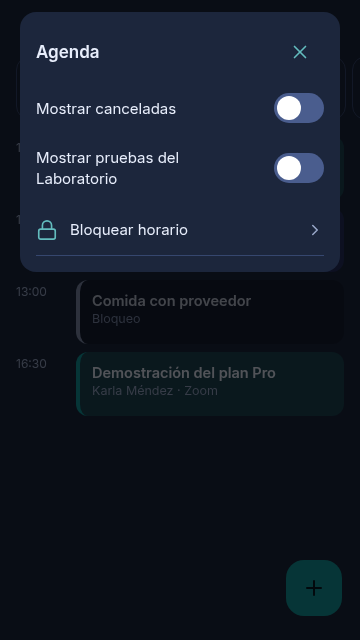 Agenda
Mostrar canceladas
Mostrar pruebas del
Laboratorio
Bloquear horario
13:00
Comida con proveedor
Bloqueo
16:30
Demostración del plan Pro
Karla Méndez · Zoom